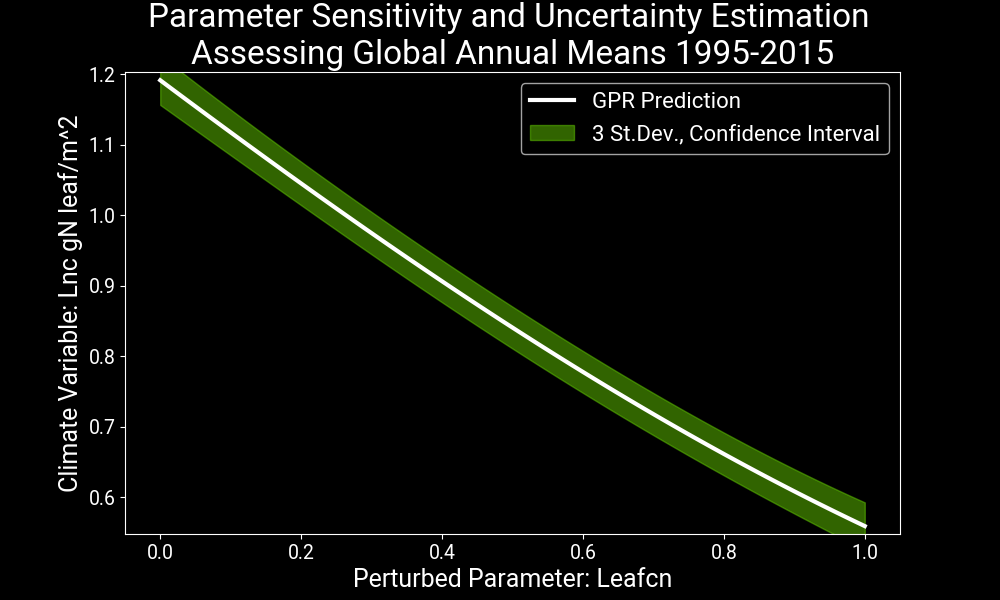 Parameter Sensitivity and Uncertainty Estimation
Assessing Global Annual Means 1995-2015
GPR Prediction
3 St.Dev., Confidence Interval
Climate Variable: Lnc gN leaf/m^2
1.2
1.1
1.0
0.9
0.8
0.7
0.6
0.0 0.2 0.4 0.6 0.8 1.0
Perturbed Parameter: Leafcn